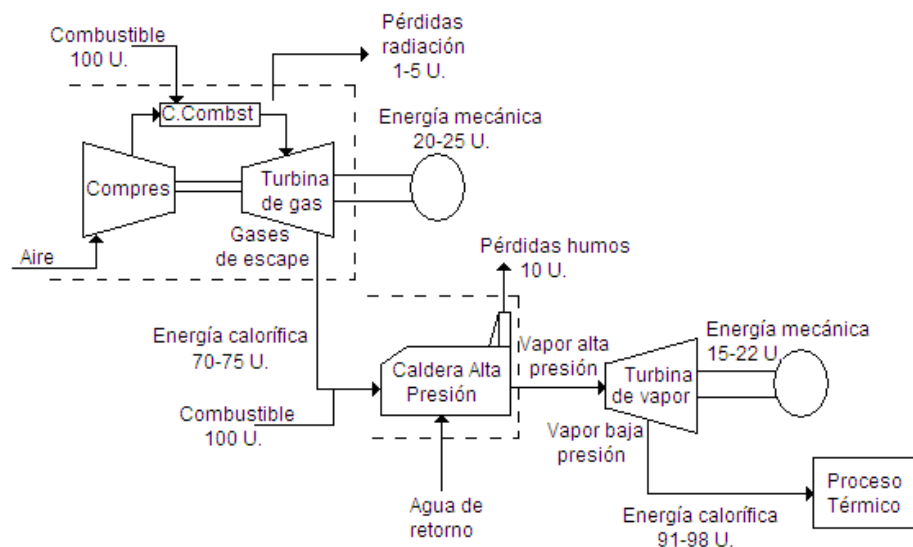 Combustible
100 U.
Pérdidas
radiación
1-5 U.
C.Combst
Energía mecánica
20-25 U.
Compres
Turbina
de gas
Gases
de escape
Aire
Pérdidas humos
10 U.
Energía calorífica
70-75 U.
Combustible
100 U.
Caldera Alta
Presión
Vapor alta
presión
Energía mecánica
15-22 U.
Turbina
de vapor
Vapor baja
presión
Agua de
retorno
Energía calorífica
91-98 U.
Proceso
Térmico